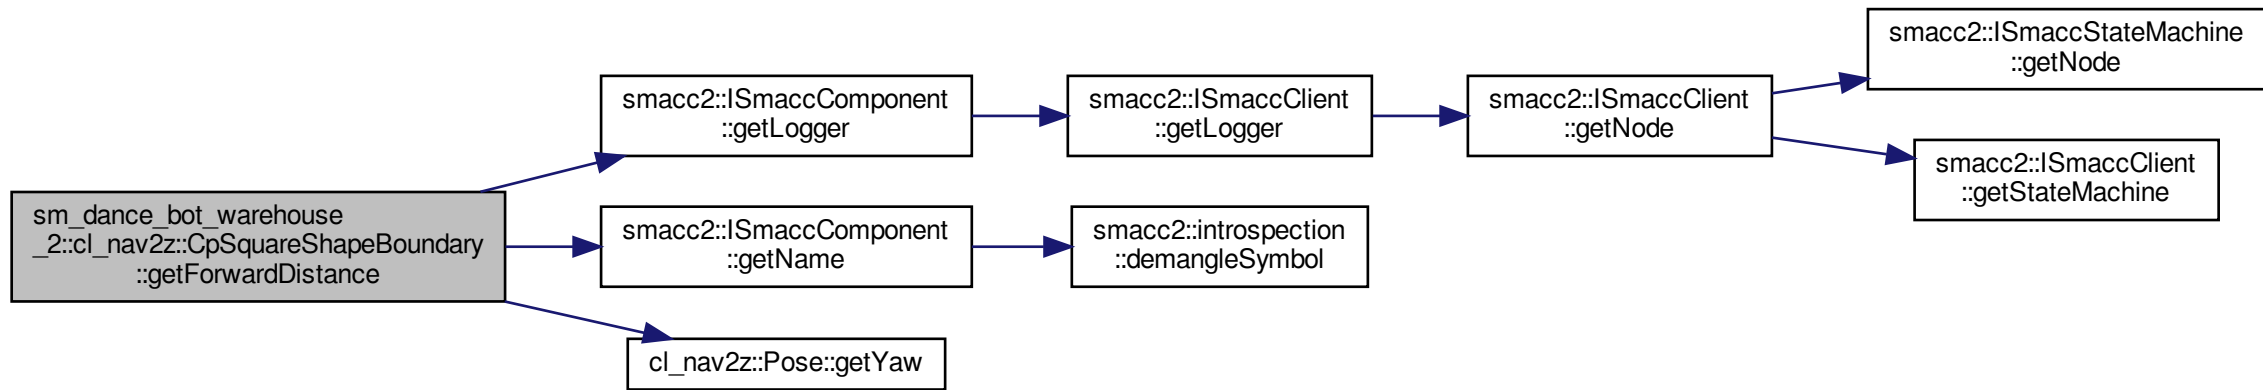 sm_dance_bot_warehouse
_2::cl_nav2z::CpSquareShapeBoundary
::getForwardDistance
smacc2::ISmaccComponent
::getLogger
smacc2::ISmaccClient
::getLogger
smacc2::ISmaccClient
::getNode
smacc2::ISmaccStateMachine
::getNode
smacc2::ISmaccClient
::getStateMachine
smacc2::ISmaccComponent
::getName
smacc2::introspection
::demangleSymbol
cl_nav2z::Pose::getYaw